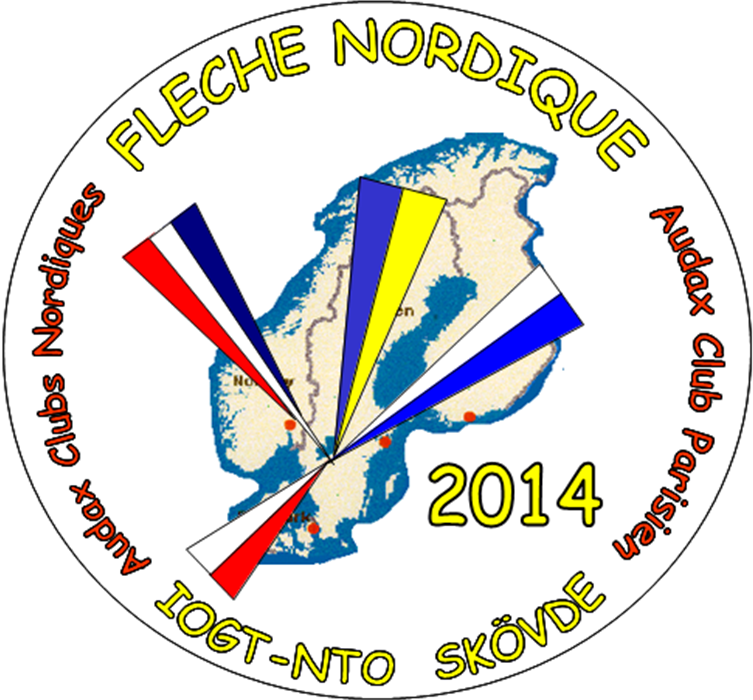 FLECHE NORDIQUE
Audax Clubs Nordiques
Audax Club Parisien
2014
IOGT-NTO SKÖVDE